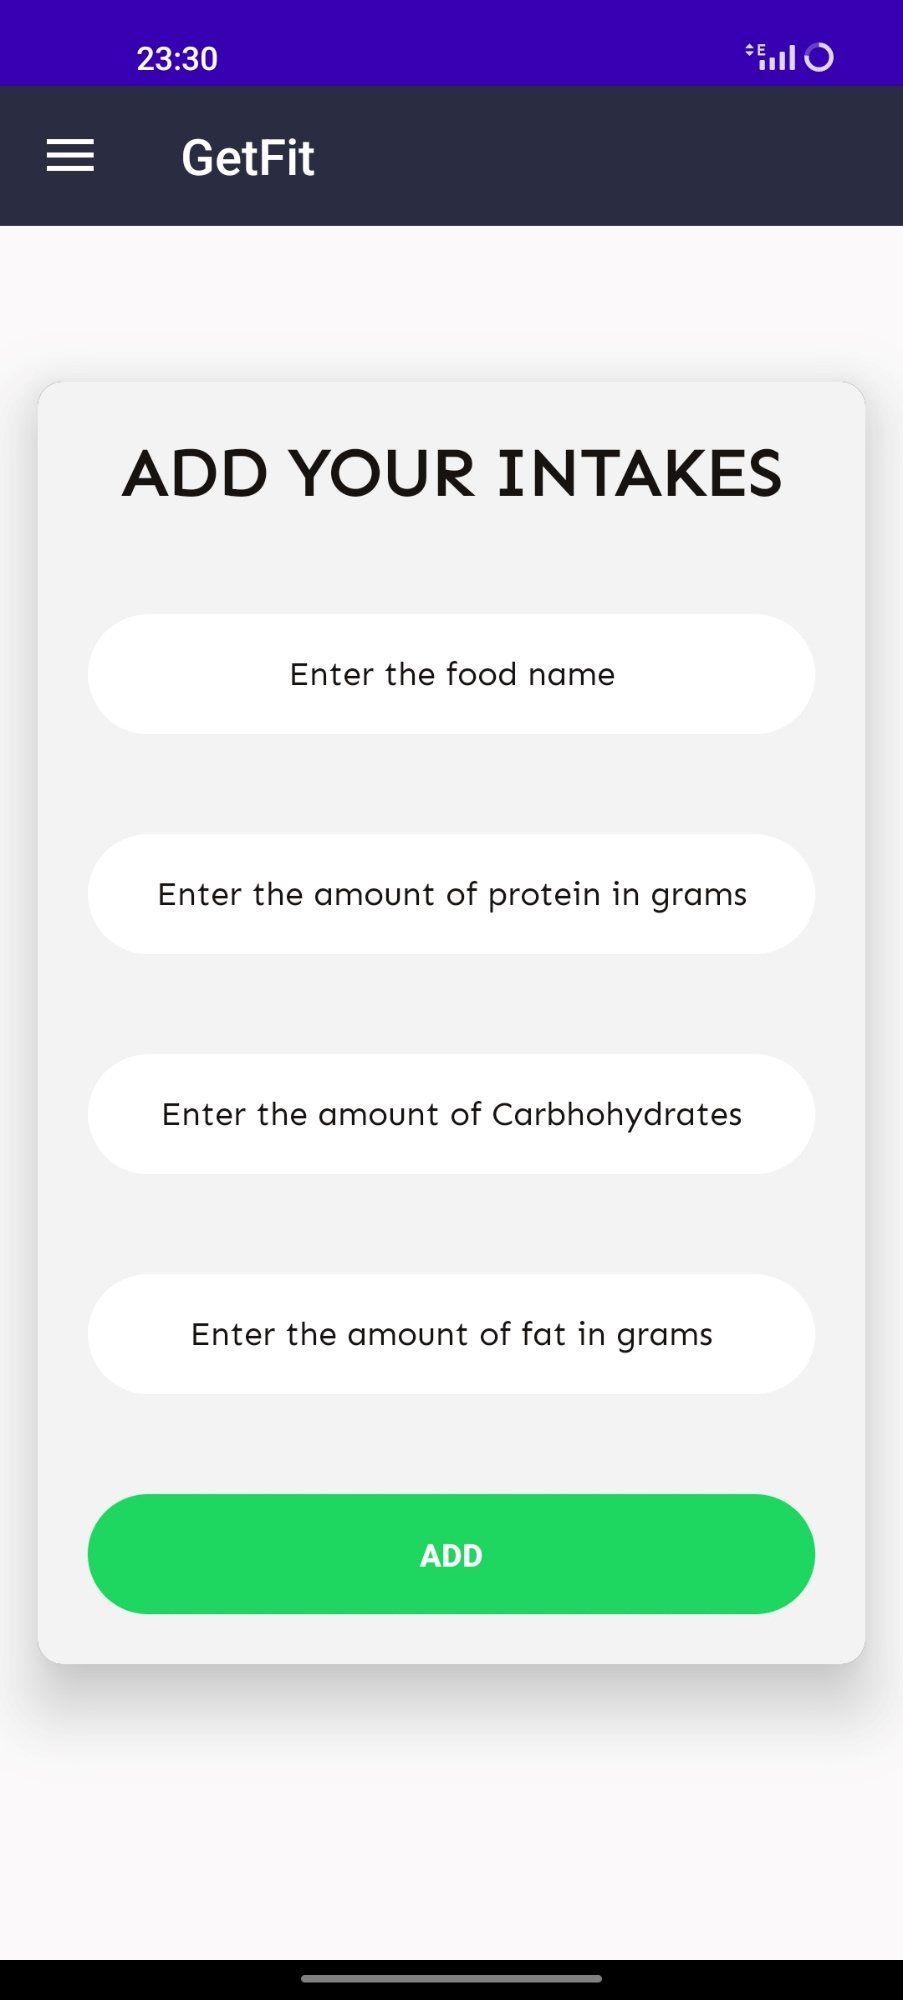 23:30
E
GetFit
ADD YOUR INTAKES
Enter the food name
Enter the amount of protein in grams
Enter the amount of Carbhohydrates
Enter the amount of fat in grams
ADD